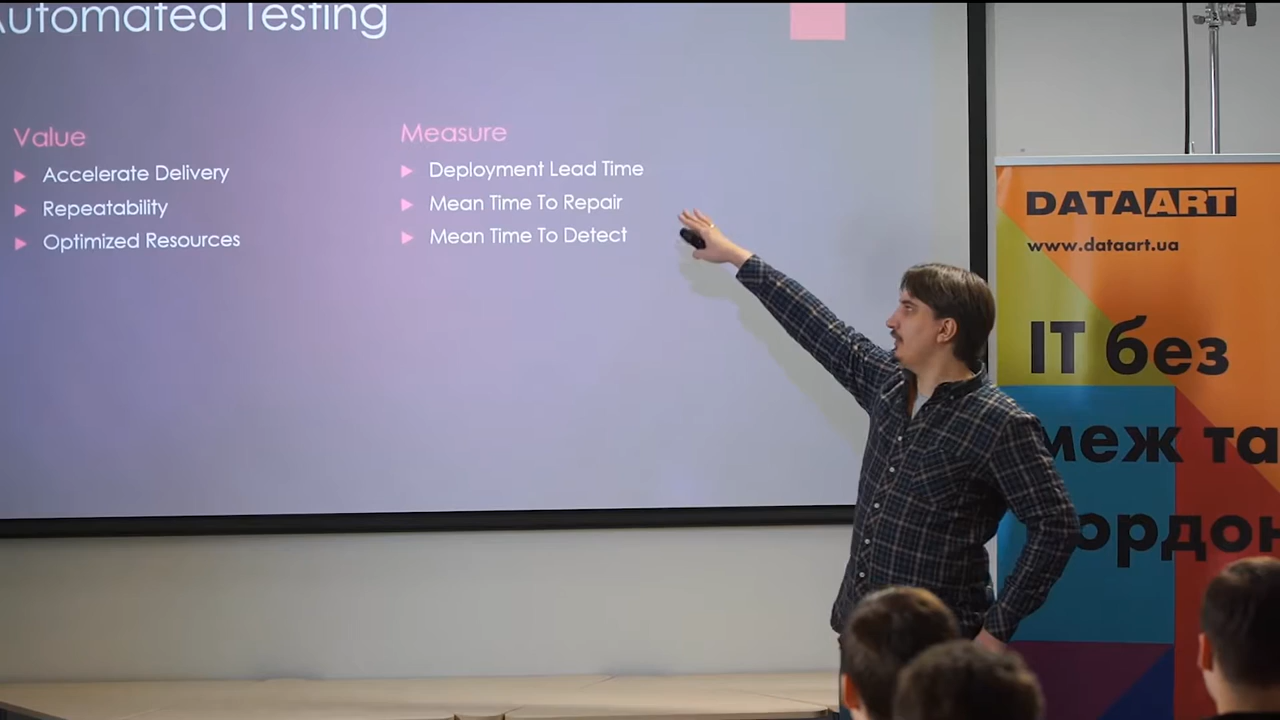 Automated Testing
Value
Accelerate Delivery
Repeatability
Optimized Resources
Measure
Deployment Lead Time
Mean Time To Repair
Mean Time To Detect
DATAART
www.dataart.ua
IT без
меж та
ордон